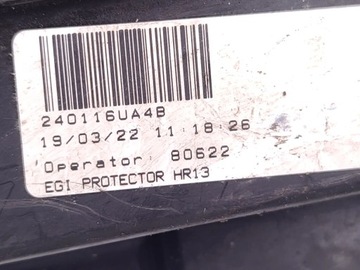 240116UA4B
19/03/22 11:18:26
Operator: 80622
EGI PROTECTOR HR13